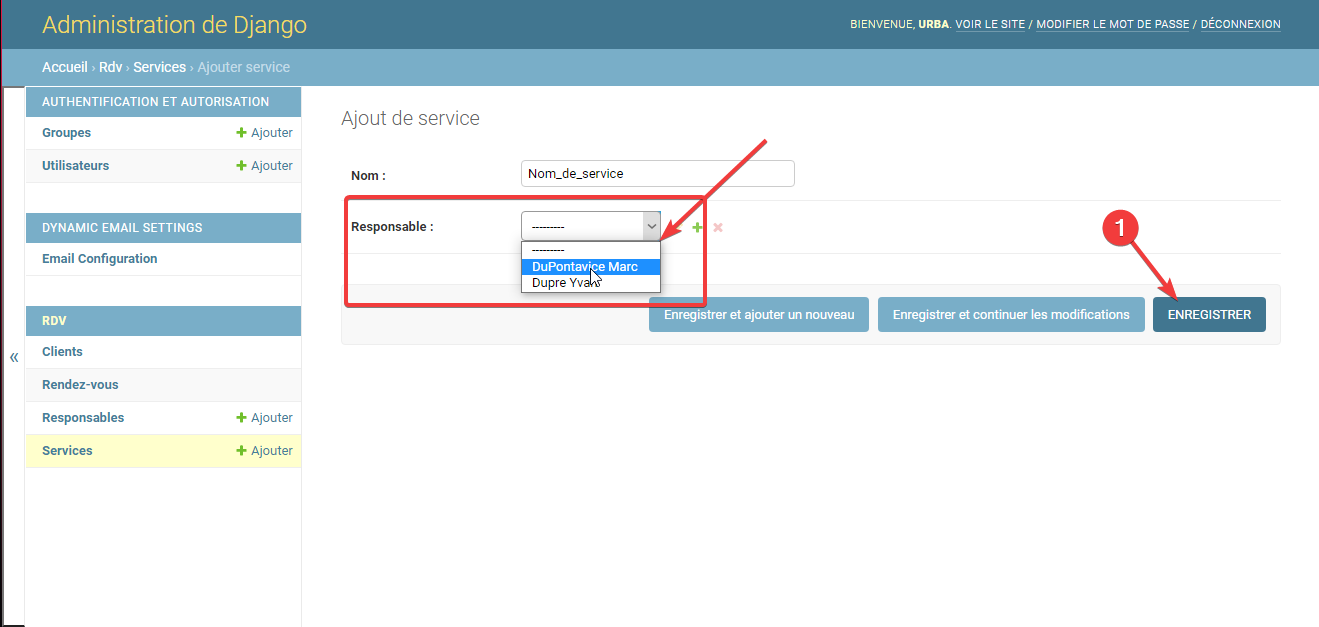 Administration de Django
BIENVENUE, URBA. VOIR LE SITE / MODIFIER LE MOT DE PASSE / DÉCONNEXION
Accueil › Rdv › Services › Ajouter service
AUTHENTIFICATION ET AUTORISATION
Groupes + Ajouter
Utilisateurs + Ajouter
DYNAMIC EMAIL SETTINGS
Email Configuration
RDV
Clients
Rendez-vous
Responsables + Ajouter
Services + Ajouter
«
Ajout de service
Nom : Nom_de_service
Responsable : ---------
---------
DuPontavice Marc
Dupre Yvan
1
Enregistrer et ajouter un nouveau Enregistrer et continuer les modifications ENREGISTRER